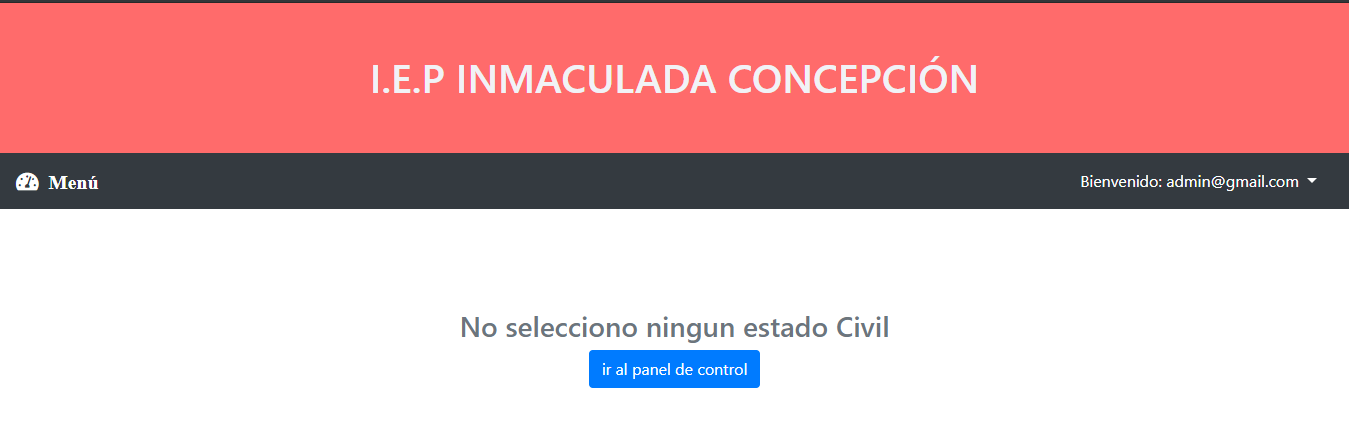 I.E.P INMACULADA CONCEPCIÓN
Menú
Bienvenido: admin@gmail.com
No selecciono ningun estado Civil
ir al panel de control